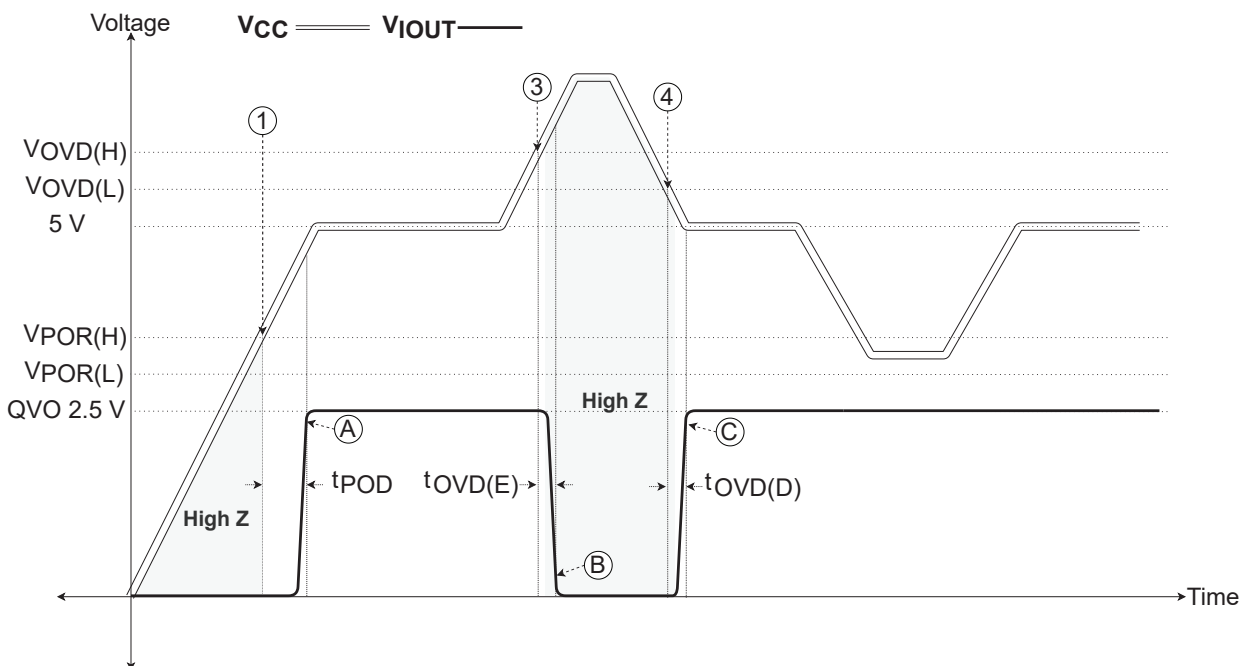 Voltage
VCC VIOUT
3
4
1
VOVD(H)
VOVD(L)
5 V
VPOR(H)
VPOR(L)
QVO 2.5 V
High Z
A
C
tPOD
tOVD(E)
tOVD(D)
High Z
B
Time